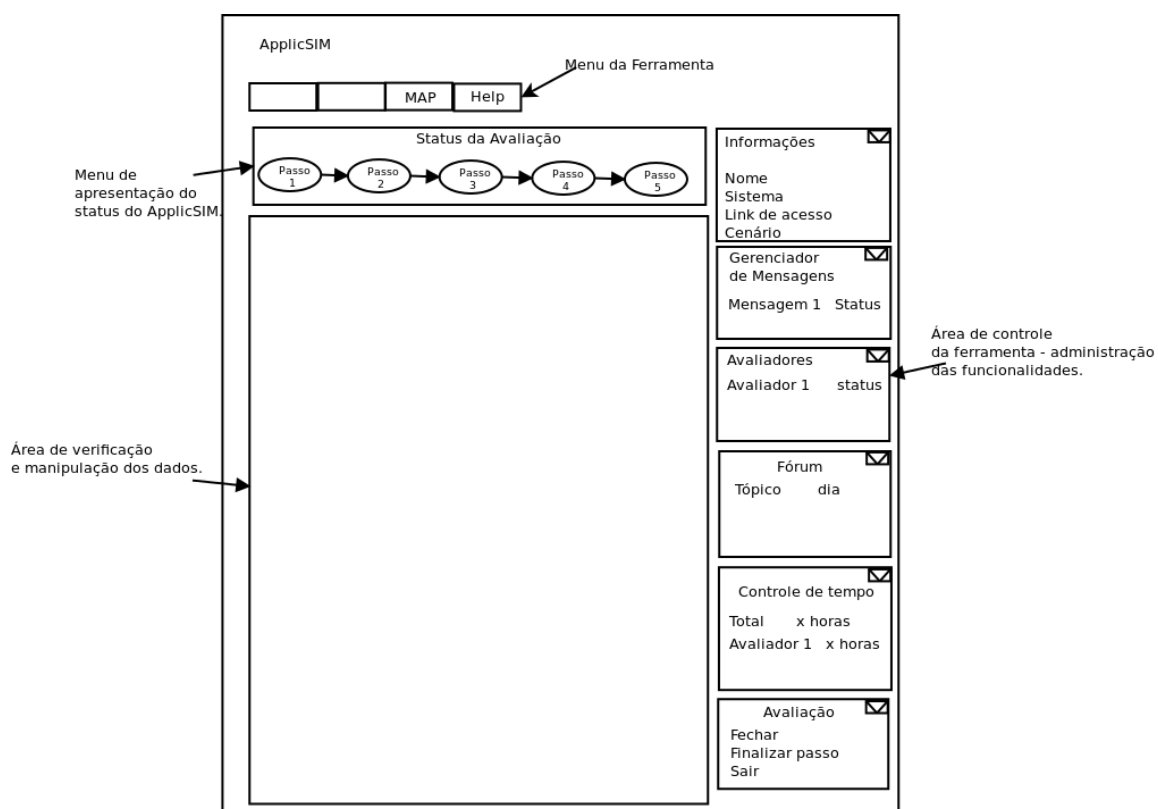 ApplicSIM
Menu da Ferramenta
MAP
Help
Status da Avaliação
Passo
1
Passo
2
Passo
3
Passo
4
Passo
5
Menu de
apresentação do
status do ApplicSIM.
Informações
Nome
Sistema
Link de acesso
Cenário
Gerenciador
de Mensagens
Mensagem 1 Status
Área de controle
da ferramenta - administração
das funcionalidades.
Avaliadores
Avaliador 1 status
Área de verificação
e manipulação dos dados.
Fórum
Tópico dia
Controle de tempo
Total x horas
Avaliador 1 x horas
Avaliação
Fechar
Finalizar passo
Sair